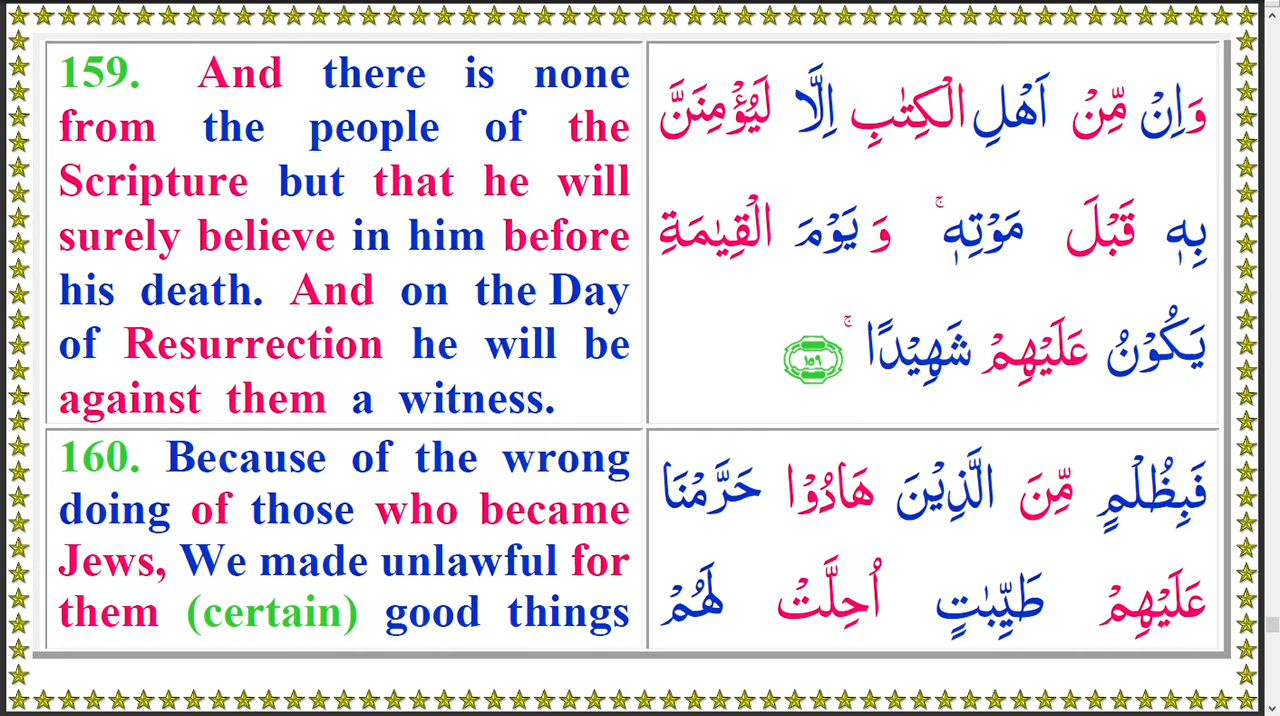 159. And there is none
from the people of the
Scripture but that he will
surely believe in him before
his death. And on the Day
of Resurrection he will be
against them a witness.
وَاِنْ مِّنْ اَهْلِ الْكِتٰبِ اِلَّا لَيُؤْمِنَنَّ
بِهٖ قَبْلَ مَوْتِهٖ ۚ وَ يَوْمَ الْقِيٰمَةِ
يَكُوْنُ عَلَيْهِمْ شَهِيْدًا ۚ ١٥٩
160. Because of the wrong
doing of those who became
Jews, We made unlawful for
them (certain) good things
فَبِظُلْمٍ مِّنَ الَّذِيْنَ هَادُوْا حَرَّمْنَا
عَلَيْهِمْ طَيِّبٰتٍ اُحِلَّتْ لَهُمْ